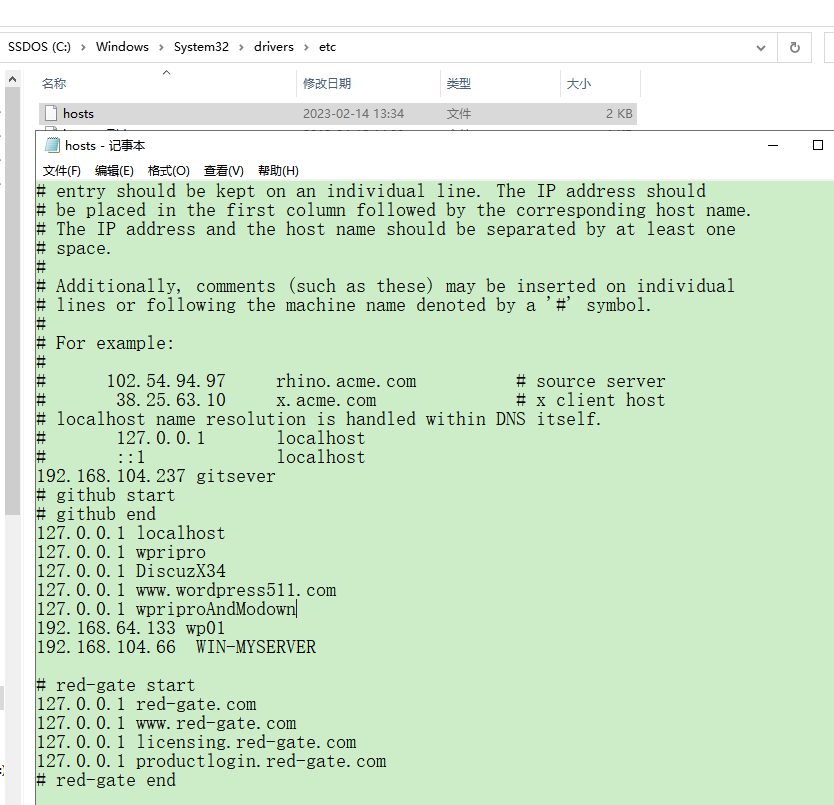 SSDOS (C:) > Windows > System32 > drivers > etc
名称 修改日期 类型 大小
hosts 2023-02-14 13:34 文件 2 KB
hosts - 记事本
文件(F) 编辑(E) 格式(O) 查看(V) 帮助(H)
# entry should be kept on an individual line. The IP address should
# be placed in the first column followed by the corresponding host name.
# The IP address and the host name should be separated by at least one
# space.
#
# Additionally, comments (such as these) may be inserted on individual
# lines or following the machine name denoted by a '#' symbol.
#
# For example:
#
#      102.54.94.97     rhino.acme.com          # source server
#       38.25.63.10     x.acme.com              # x client host
# localhost name resolution is handled within DNS itself.
#       127.0.0.1       localhost
#       ::1             localhost
192.168.104.237 gitsever
# github start
# github end
127.0.0.1 localhost
127.0.0.1 wpripro
127.0.0.1 DiscuzX34
127.0.0.1 www.wordpress511.com
127.0.0.1 wpriproAndModown
192.168.64.133 wp01
192.168.104.66  WIN-MYSERVER
# red-gate start
127.0.0.1 red-gate.com
127.0.0.1 www.red-gate.com
127.0.0.1 licensing.red-gate.com
127.0.0.1 productlogin.red-gate.com
# red-gate end